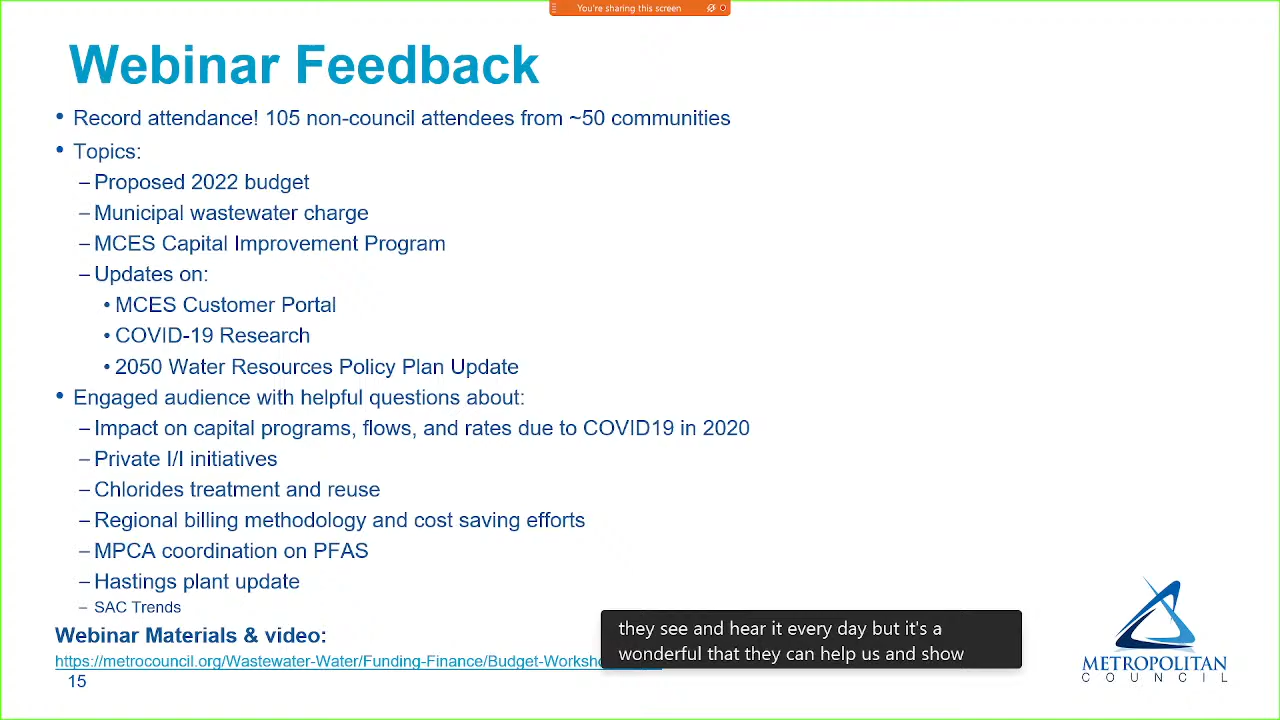 You're sharing this screen
Webinar Feedback
• Record attendance! 105 non-council attendees from ~50 communities
• Topics:
– Proposed 2022 budget
– Municipal wastewater charge
– MCES Capital Improvement Program
– Updates on:
• MCES Customer Portal
• COVID-19 Research
• 2050 Water Resources Policy Plan Update
• Engaged audience with helpful questions about:
– Impact on capital programs, flows, and rates due to COVID19 in 2020
– Private I/I initiatives
– Chlorides treatment and reuse
– Regional billing methodology and cost saving efforts
– MPCA coordination on PFAS
– Hastings plant update
– SAC Trends
Webinar Materials & video:
https://metrocouncil.org/Wastewater-Water/Funding-Finance/Budget-Worksho
15
they see and hear it every day but it's a
wonderful that they can help us and show
METROPOLITAN
COUNCIL